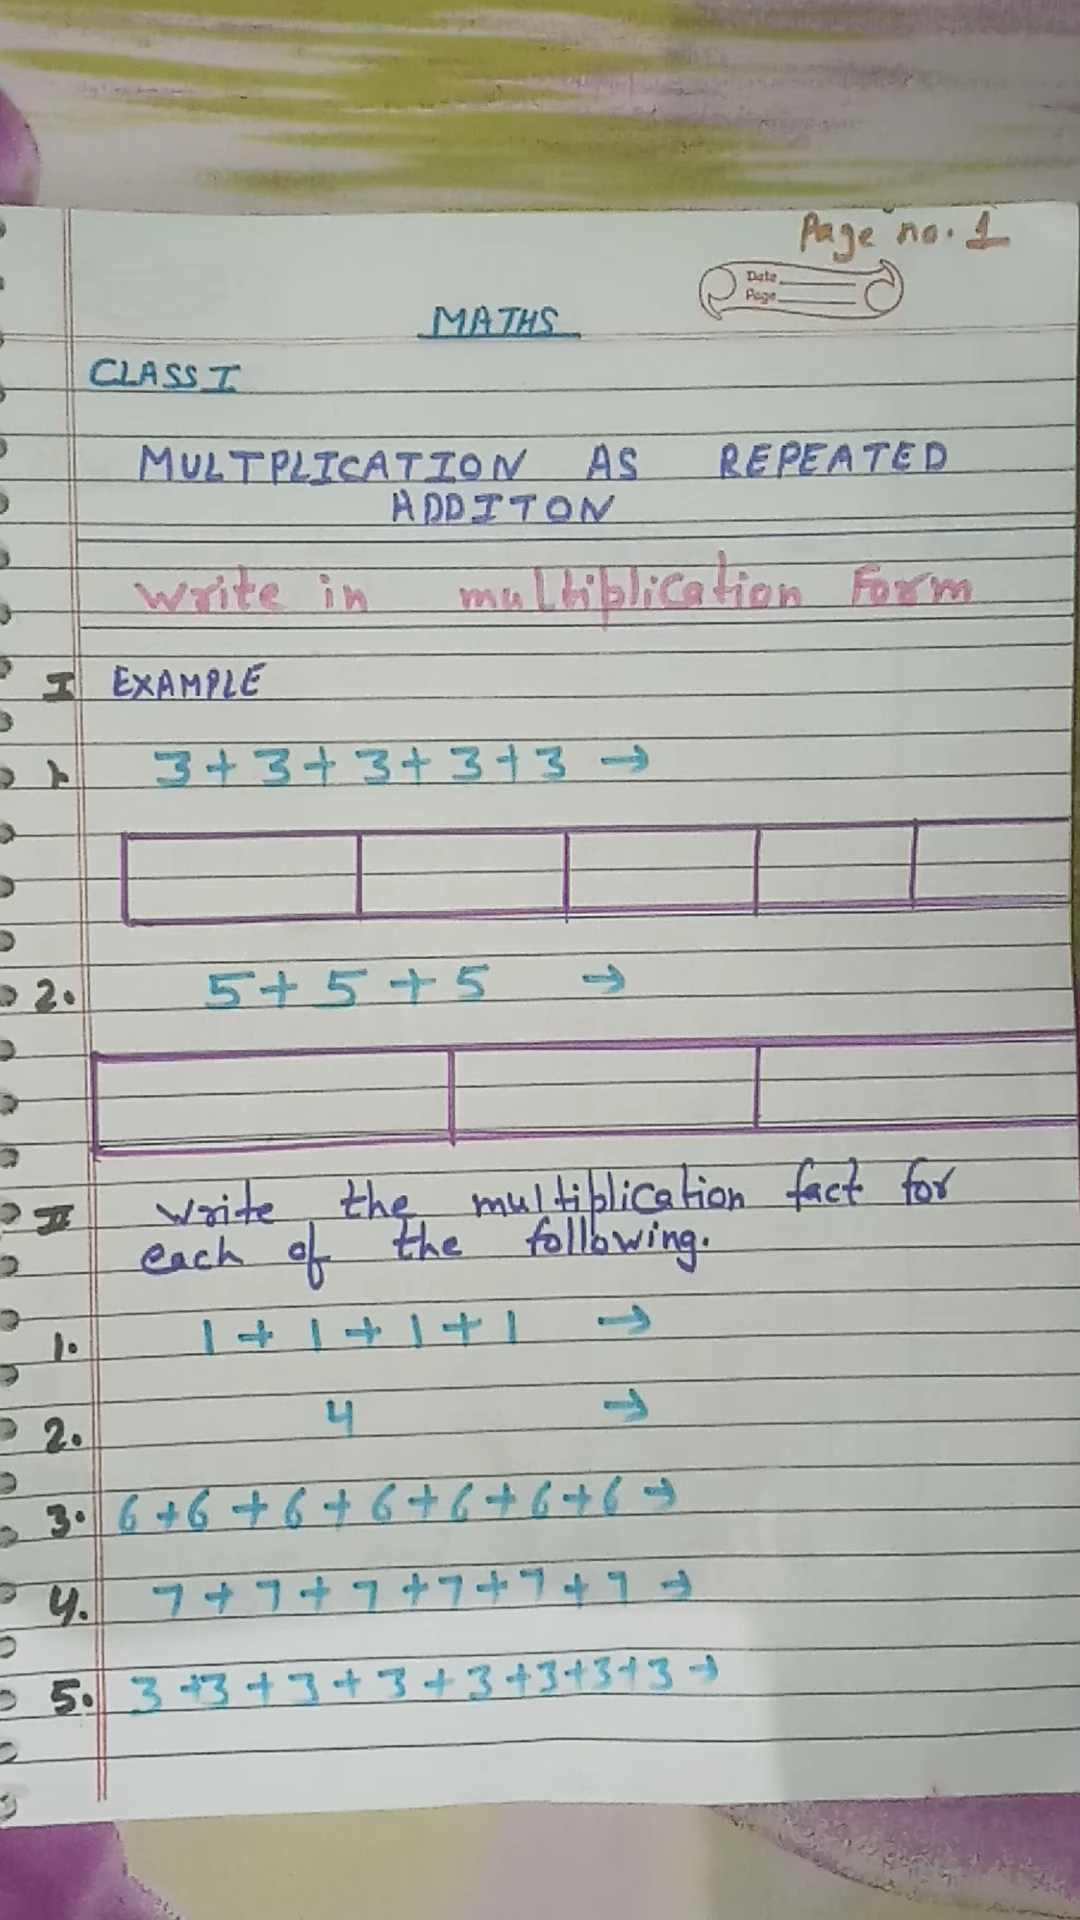 Page no. 1
Date
Page
MATHS
CLASS I
MULTPLICATION AS REPEATED
ADDITON
Write in multiplication Form
I EXAMPLE
1. 3+3+3+3+3 →
2. 5+5+5 →
II Write the multiplication fact for
each of the following.
1. 1+1+1+1 →
2. 4 →
3. 6+6+6+6+6+6+6 →
4. 7+7+7+7+7+7 →
5. 3+3+3+3+3+3+3+3 →